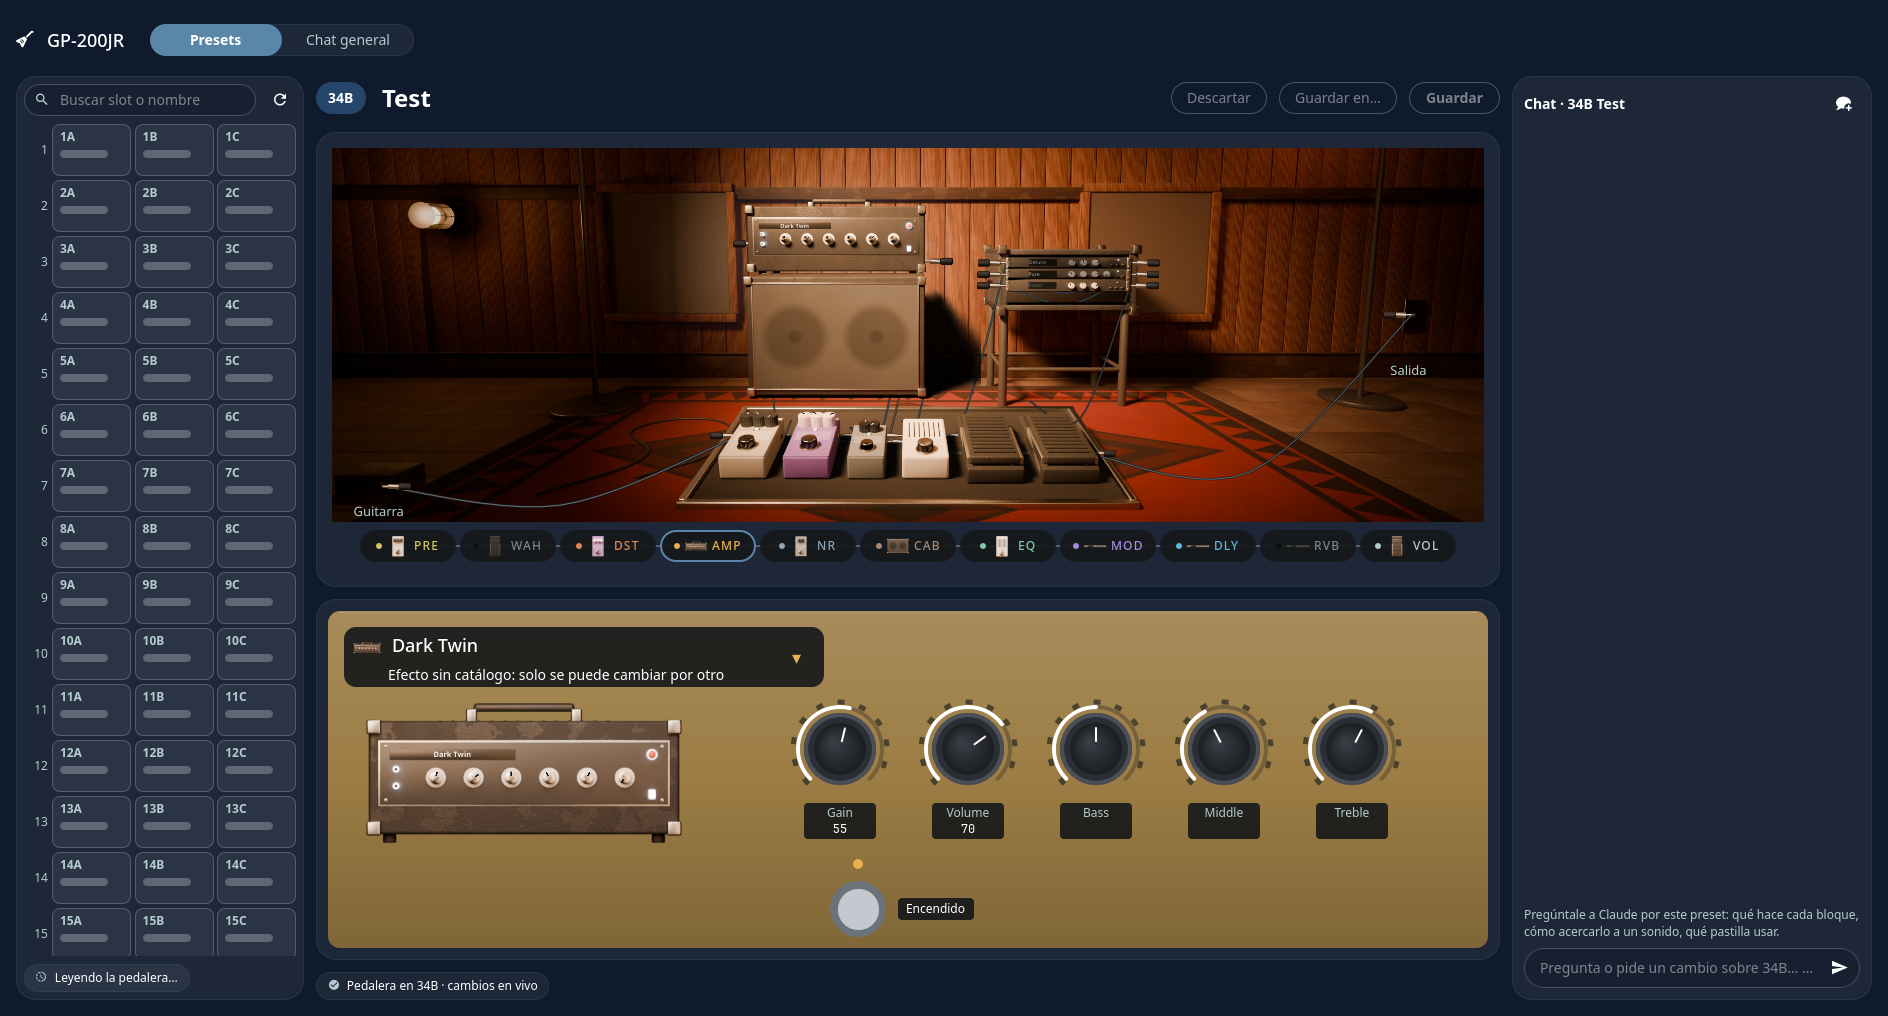 GP-200JR
Presets
Chat general
Buscar slot o nombre
1
1A
1B
1C
2
2A
2B
2C
3
3A
3B
3C
4
4A
4B
4C
5
5A
5B
5C
6
6A
6B
6C
7
7A
7B
7C
8
8A
8B
8C
9
9A
9B
9C
10
10A
10B
10C
11
11A
11B
11C
12
12A
12B
12C
13
13A
13B
13C
14
14A
14B
14C
15
15A
15B
15C
Leyendo la pedalera...
34B
Test
Descartar
Guardar en...
Guardar
Dark Twin
Detune
Pure
Room
Guitarra
Salida
PRE
WAH
DST
AMP
NR
CAB
EQ
MOD
DLY
RVB
VOL
Dark Twin
Efecto sin catálogo: solo se puede cambiar por otro
Dark Twin
Gain
55
Volume
70
Bass
Middle
Treble
Encendido
Pedalera en 34B · cambios en vivo
Chat · 34B Test
Pregúntale a Claude por este preset: qué hace cada bloque,
cómo acercarlo a un sonido, qué pastilla usar.
Pregunta o pide un cambio sobre 34B... ...